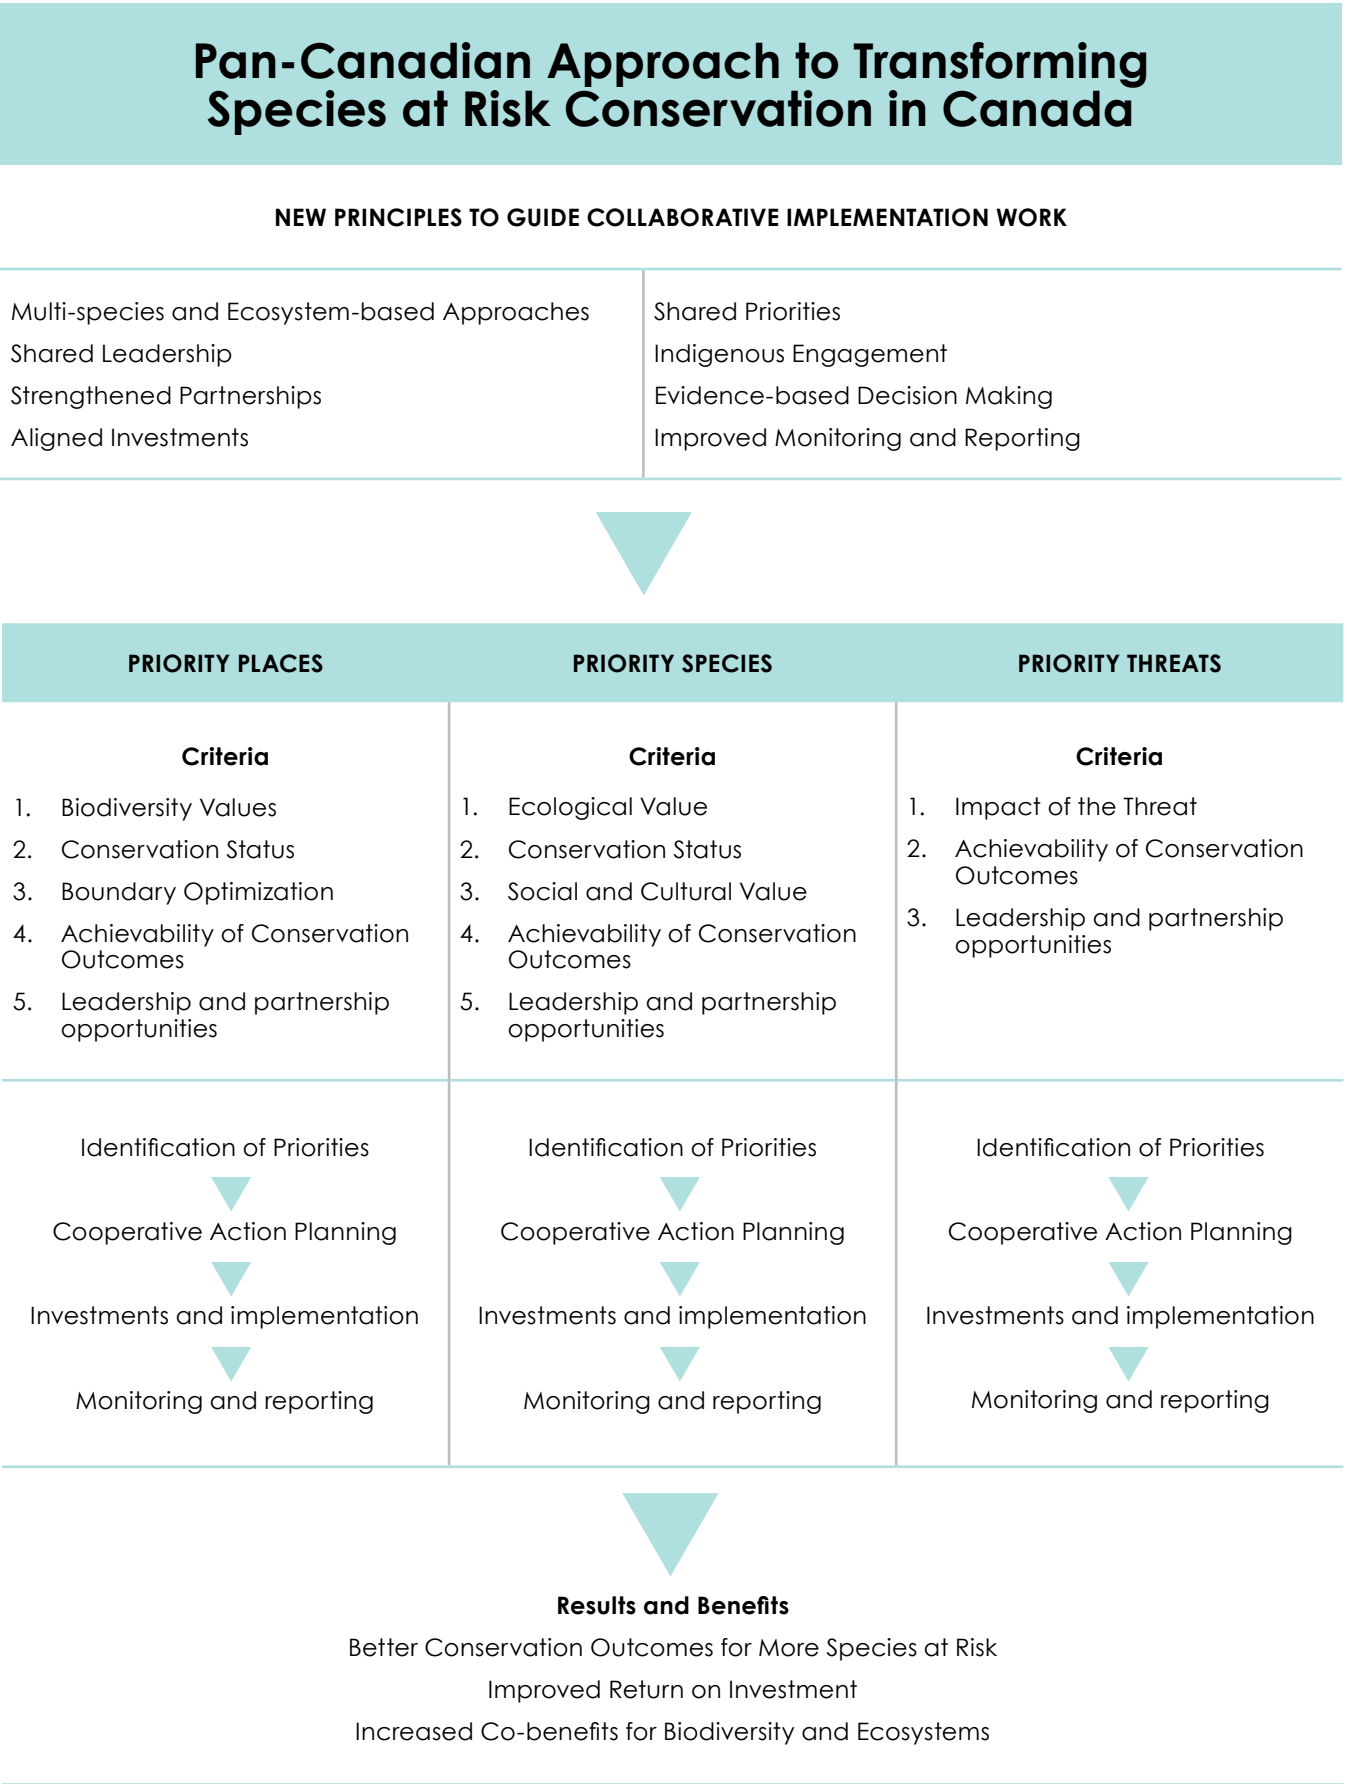 Pan-Canadian Approach to Transforming
Species at Risk Conservation in Canada
NEW PRINCIPLES TO GUIDE COLLABORATIVE IMPLEMENTATION WORK
Multi-species and Ecosystem-based Approaches
Shared Leadership
Strengthened Partnerships
Aligned Investments
Shared Priorities
Indigenous Engagement
Evidence-based Decision Making
Improved Monitoring and Reporting
PRIORITY PLACES
Criteria
1. Biodiversity Values
2. Conservation Status
3. Boundary Optimization
4. Achievability of Conservation
Outcomes
5. Leadership and partnership
opportunities
Identification of Priorities
Cooperative Action Planning
Investments and implementation
Monitoring and reporting
PRIORITY SPECIES
Criteria
1. Ecological Value
2. Conservation Status
3. Social and Cultural Value
4. Achievability of Conservation
Outcomes
5. Leadership and partnership
opportunities
Identification of Priorities
Cooperative Action Planning
Investments and implementation
Monitoring and reporting
PRIORITY THREATS
Criteria
1. Impact of the Threat
2. Achievability of Conservation
Outcomes
3. Leadership and partnership
opportunities
Identification of Priorities
Cooperative Action Planning
Investments and implementation
Monitoring and reporting
Results and Benefits
Better Conservation Outcomes for More Species at Risk
Improved Return on Investment
Increased Co-benefits for Biodiversity and Ecosystems